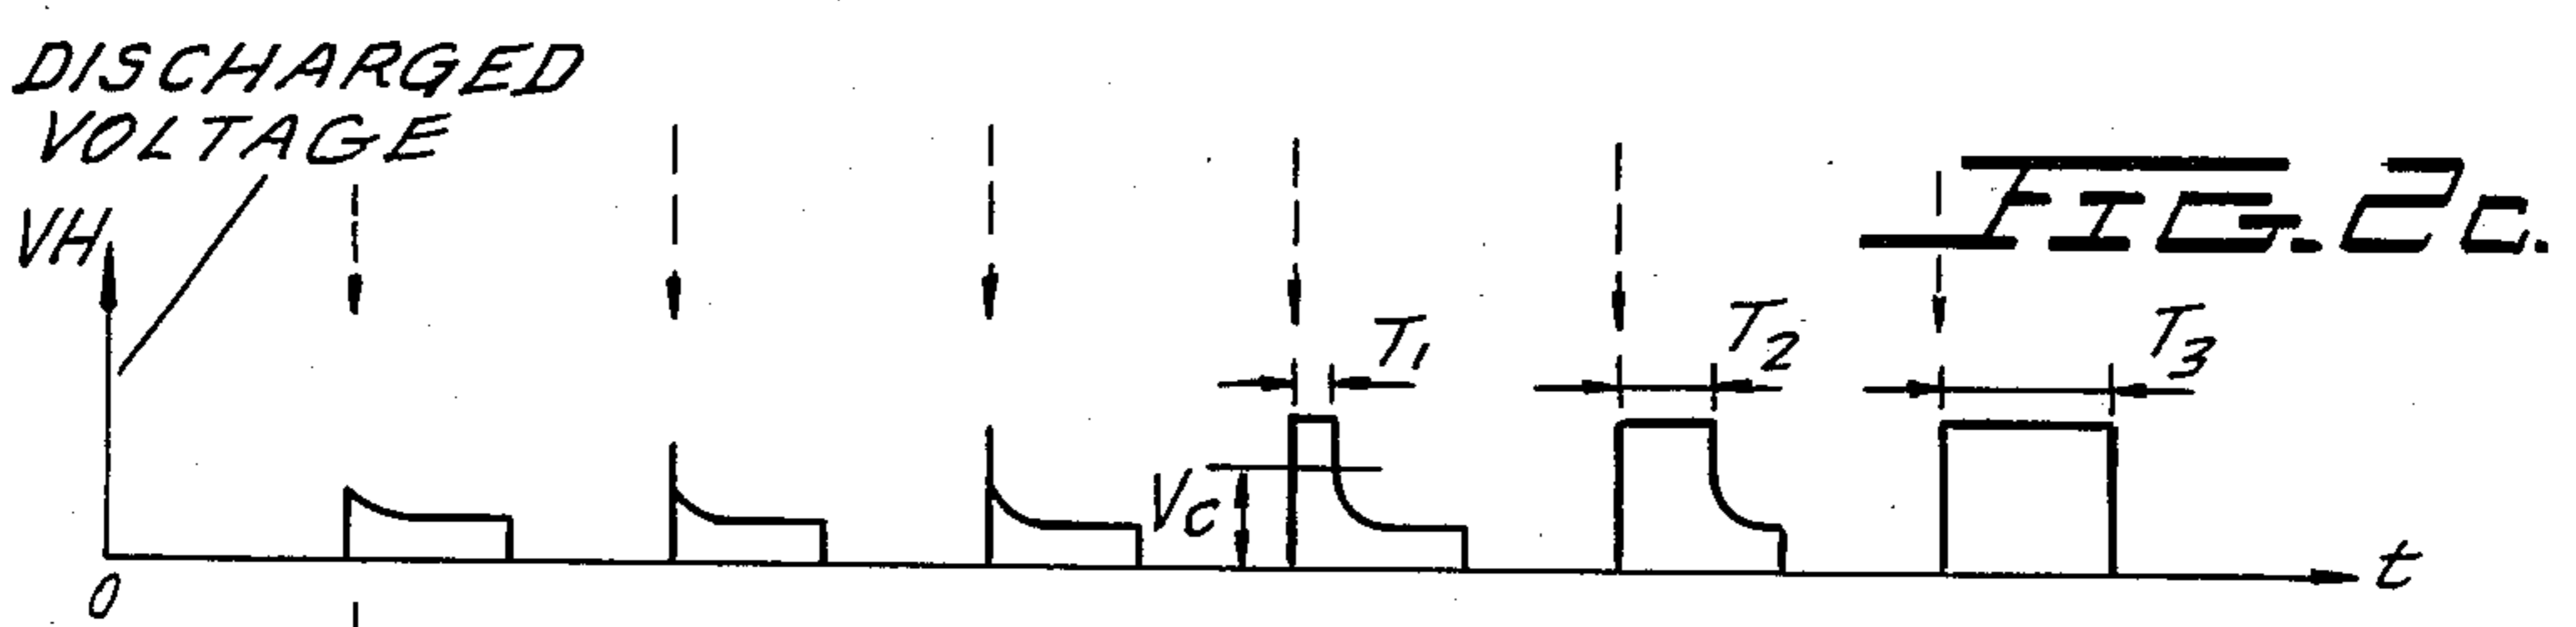 DISCHARGED
VOLTAGE
VH
FIG. 2c.
T1
T2
T3
Vc
0
t